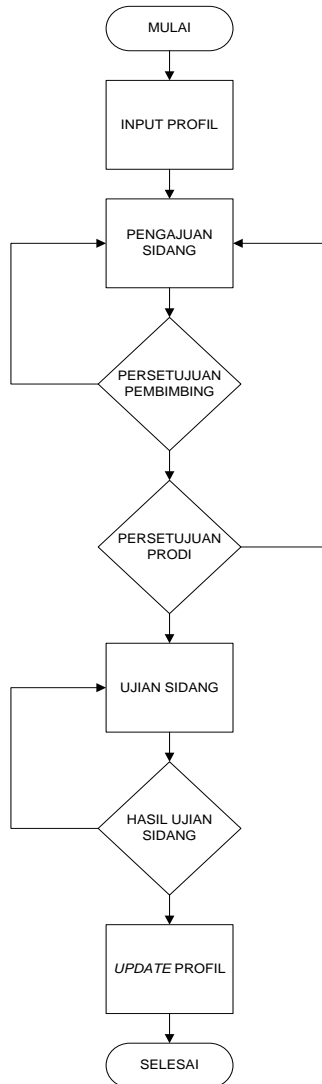 MULAI
INPUT PROFIL
PENGAJUAN
SIDANG
PERSETUJUAN
PEMBIMBING
PERSETUJUAN
PRODI
UJIAN SIDANG
HASIL UJIAN
SIDANG
UPDATE PROFIL
SELESAI